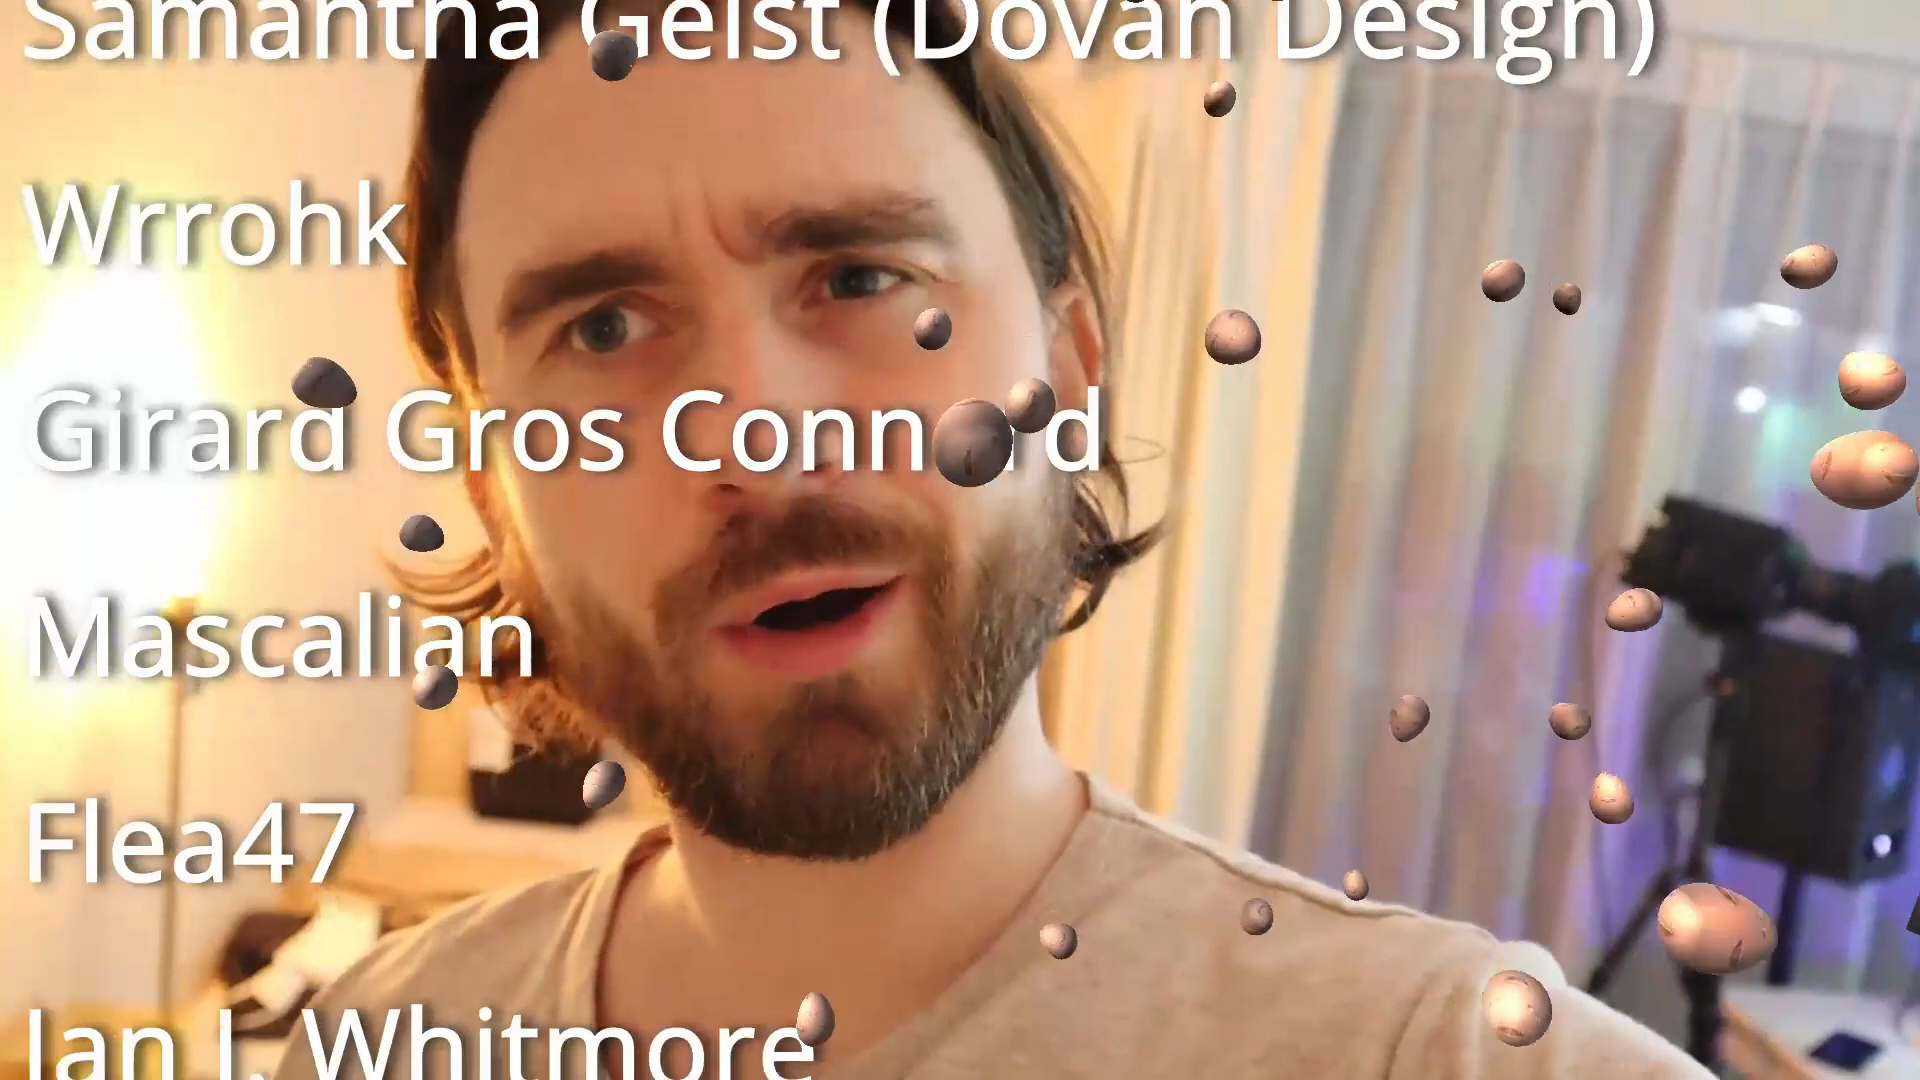 Samantha Geist (Dovah Design)
Wrrohk
Girard Gros
Mascalian
Flea47
Ian J. Whitmore